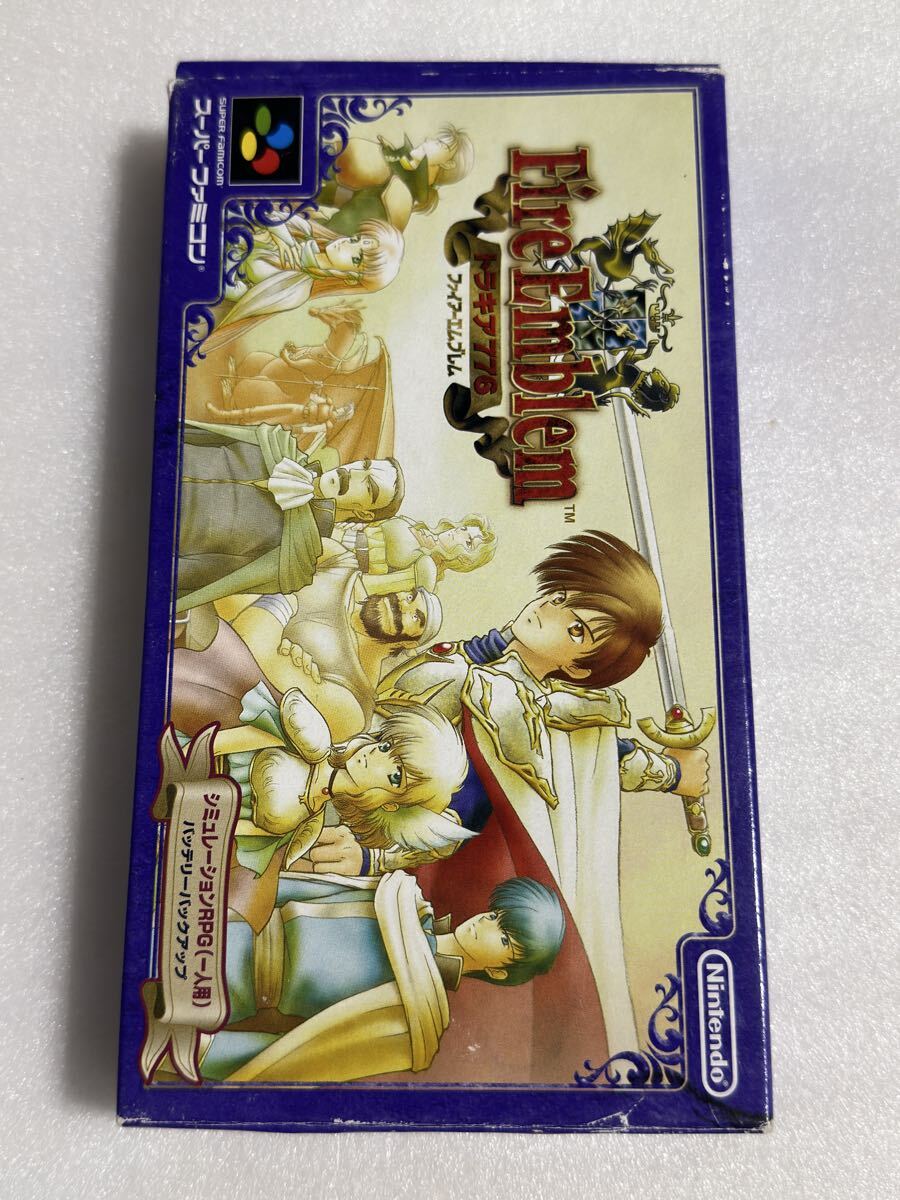 Fire Emblem™
トラキア776
ファイアーエムブレム
SUPER FAMICOM
スーパーファミコン®
シミュレーションRPG(一人用)
バッテリーバックアップ
Nintendo®